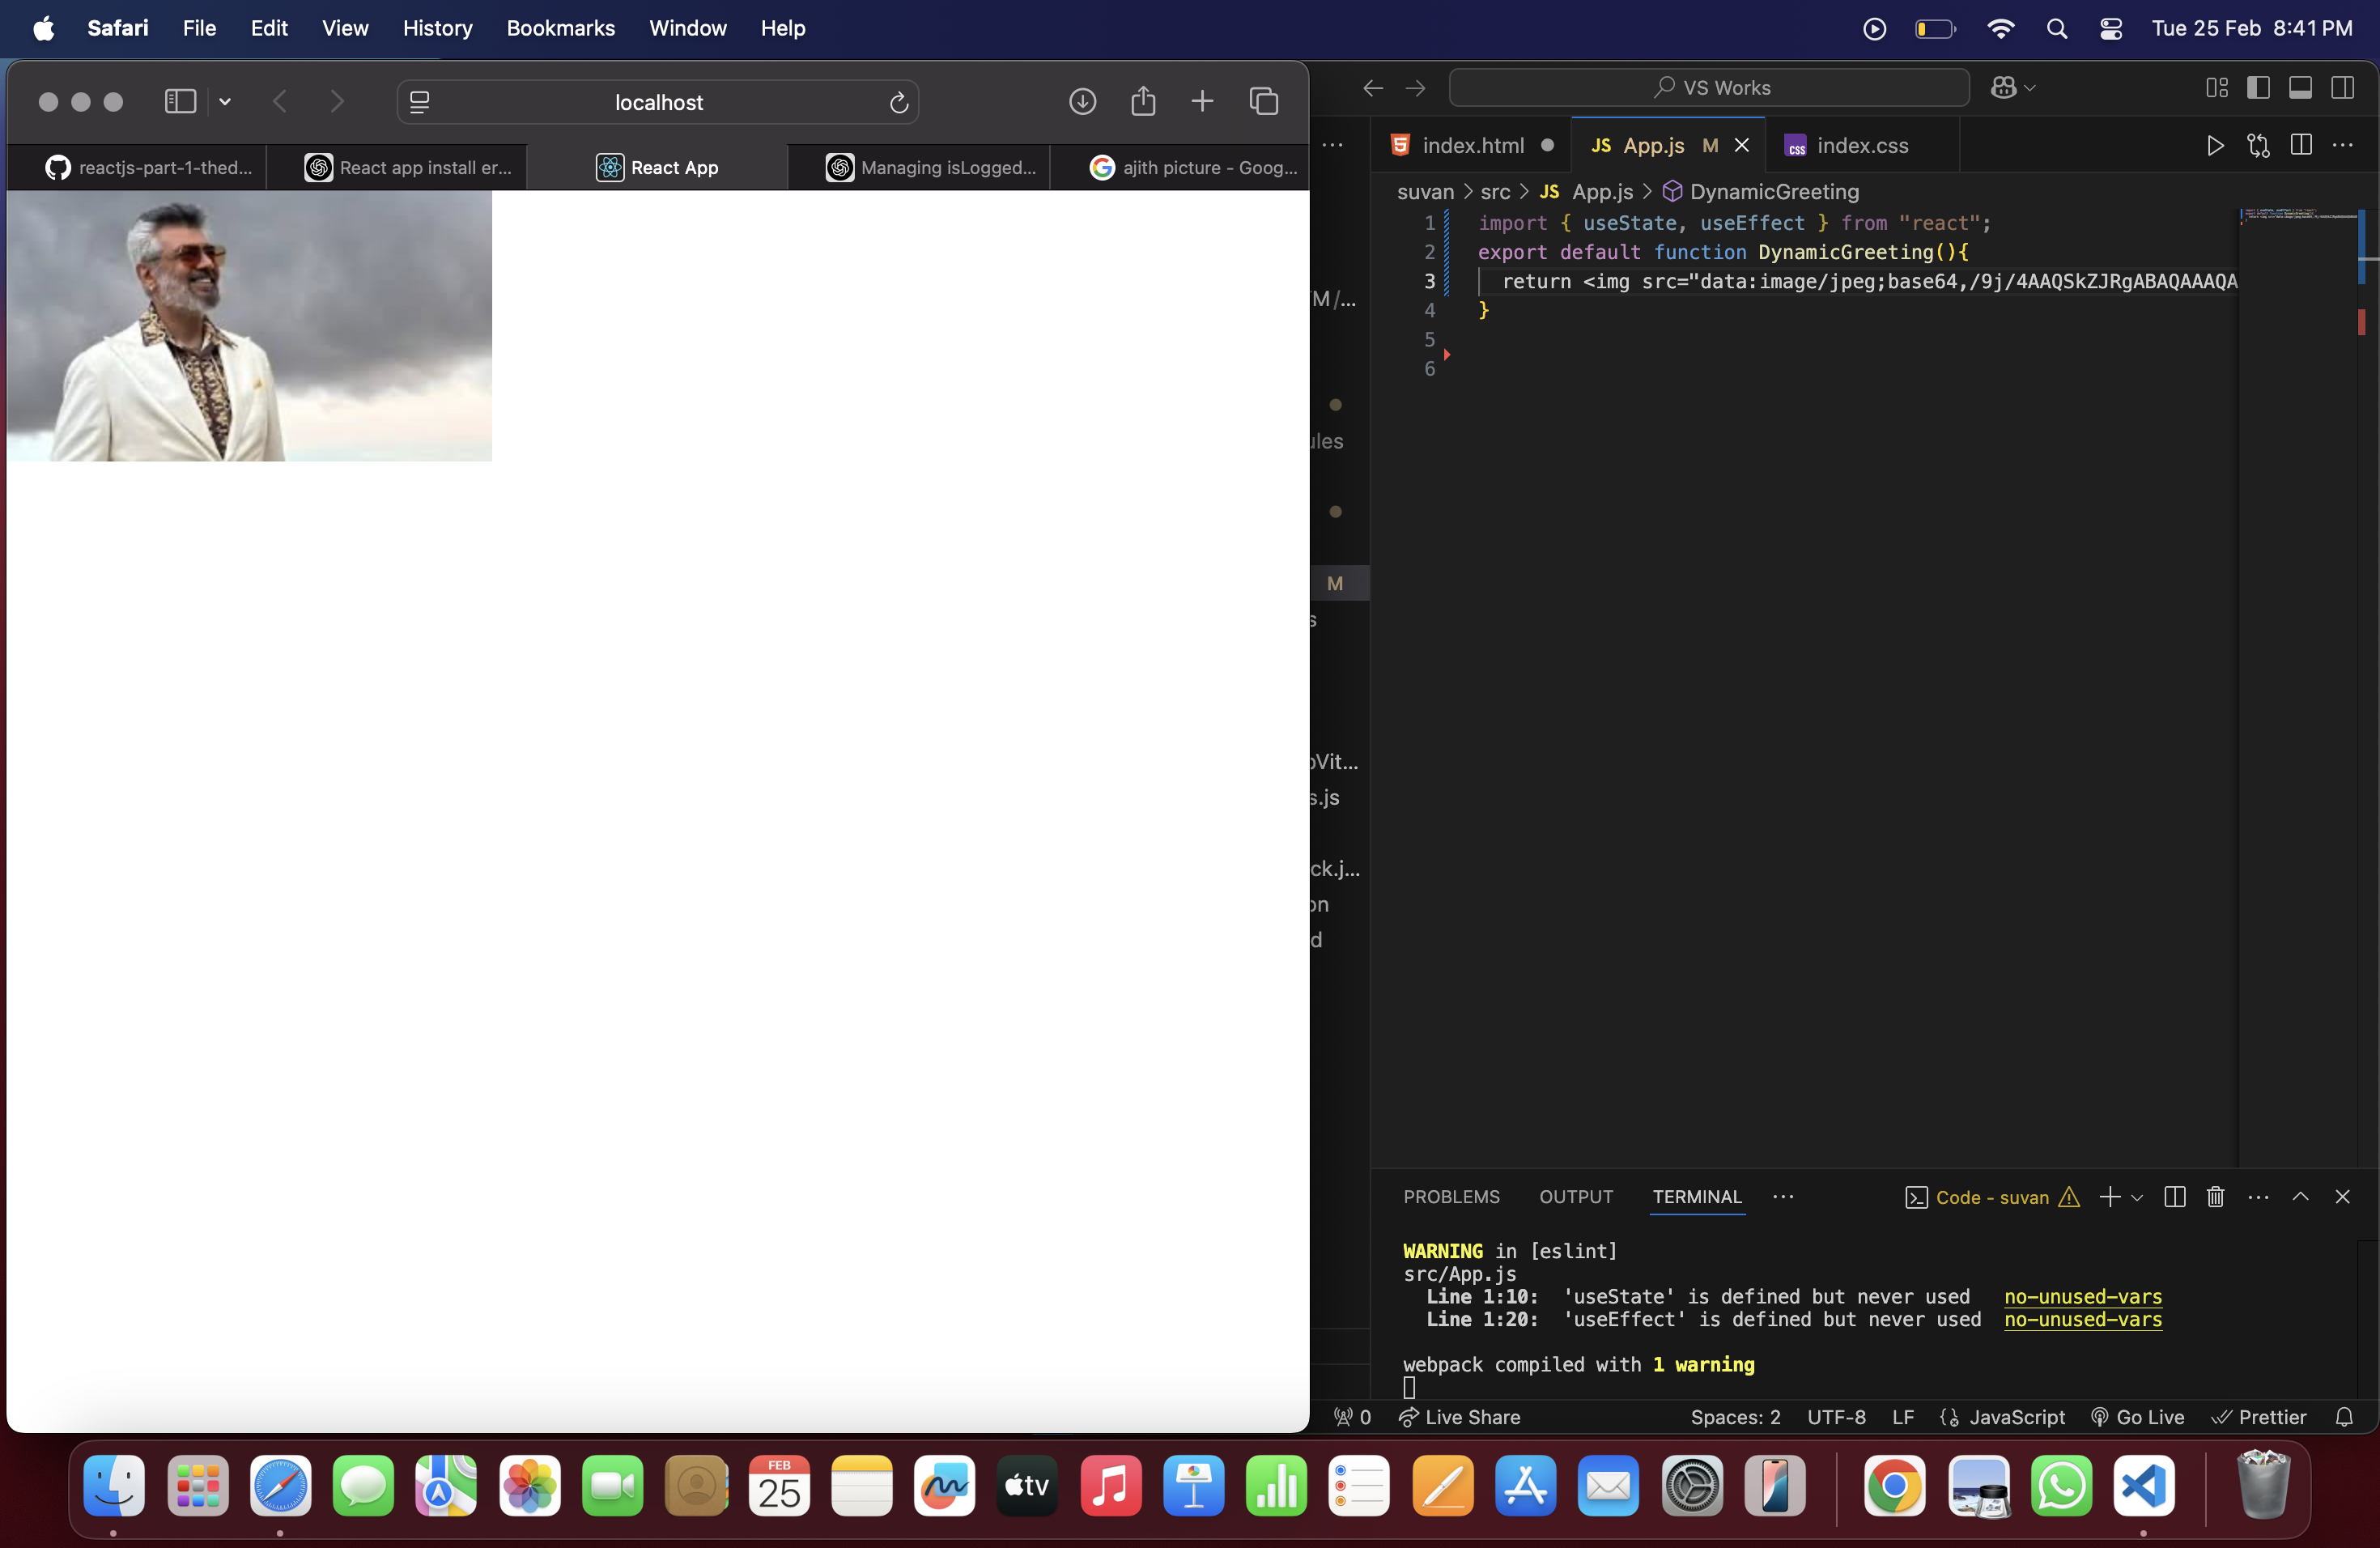 Safari File Edit View History Bookmarks Window Help Tue 25 Feb 8:41 PM
localhost
reactjs-part-1-thed... React app install er... React App Managing isLogged... ajith picture - Goog...
VS Works
index.html JS App.js M css index.css
suvan > src > JS App.js > DynamicGreeting
1 import { useState, useEffect } from "react";
2 export default function DynamicGreeting(){
3 return <img src="data:image/jpeg;base64,/9j/4AAQSkZJRgABAQAAAQA
4 }
5
6
M/...
ules
M
s
Vit...
s.js
ck.j...
on
d
PROBLEMS OUTPUT TERMINAL ... Code - suvan
WARNING in [eslint]
src/App.js
Line 1:10: 'useState' is defined but never used no-unused-vars
Line 1:20: 'useEffect' is defined but never used no-unused-vars
webpack compiled with 1 warning
0 Live Share Spaces: 2 UTF-8 LF JavaScript Go Live Prettier
FEB
25
tv